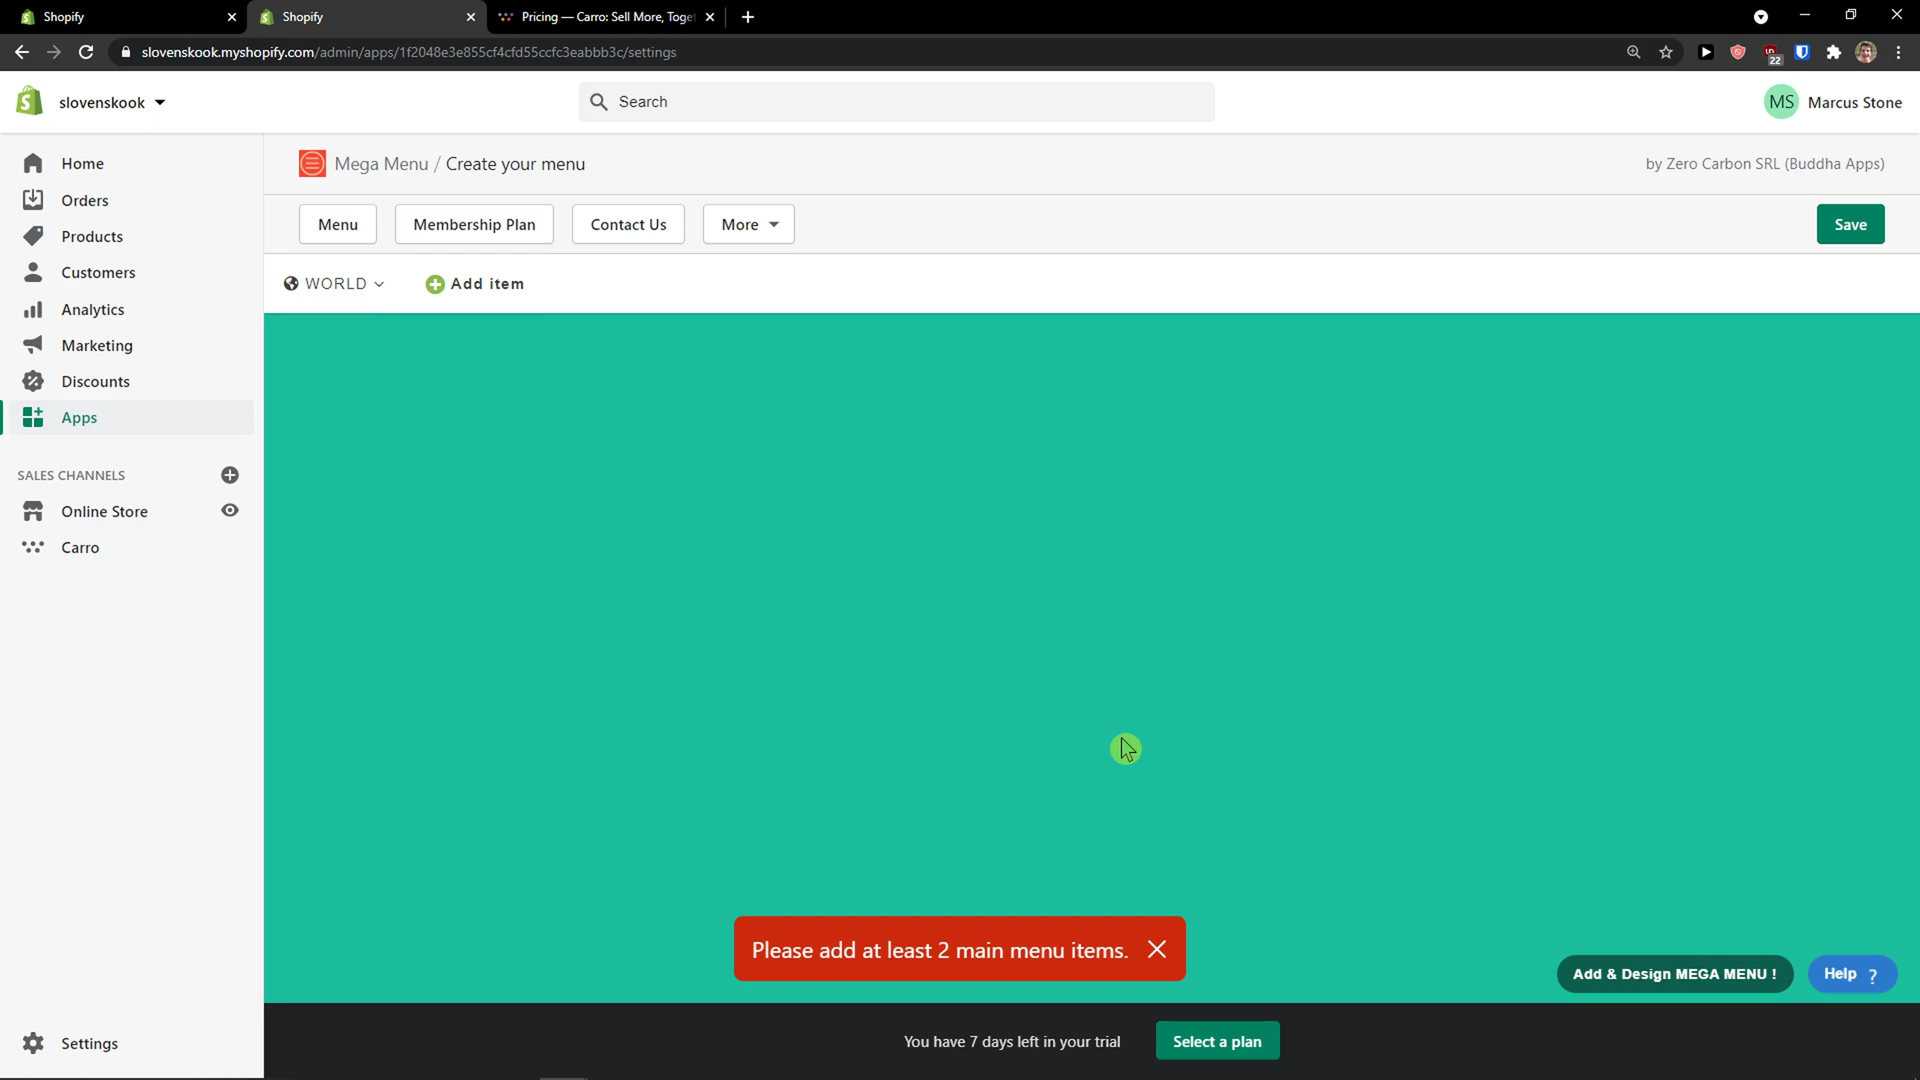 Shopify
Shopify
Pricing — Carro: Sell More, Toge
slovenskook.myshopify.com/admin/apps/1f2048e3e855cf4cfd55ccfc3eabbb3c/settings
22
slovenskook
Search
MS Marcus Stone
Home
Orders
Products
Customers
Analytics
Marketing
Discounts
Apps
SALES CHANNELS
Online Store
Carro
Settings
Mega Menu / Create your menu
by Zero Carbon SRL (Buddha Apps)
Menu
Membership Plan
Contact Us
More
Save
WORLD
Add item
Please add at least 2 main menu items.
Add & Design MEGA MENU !
Help ?
You have 7 days left in your trial
Select a plan